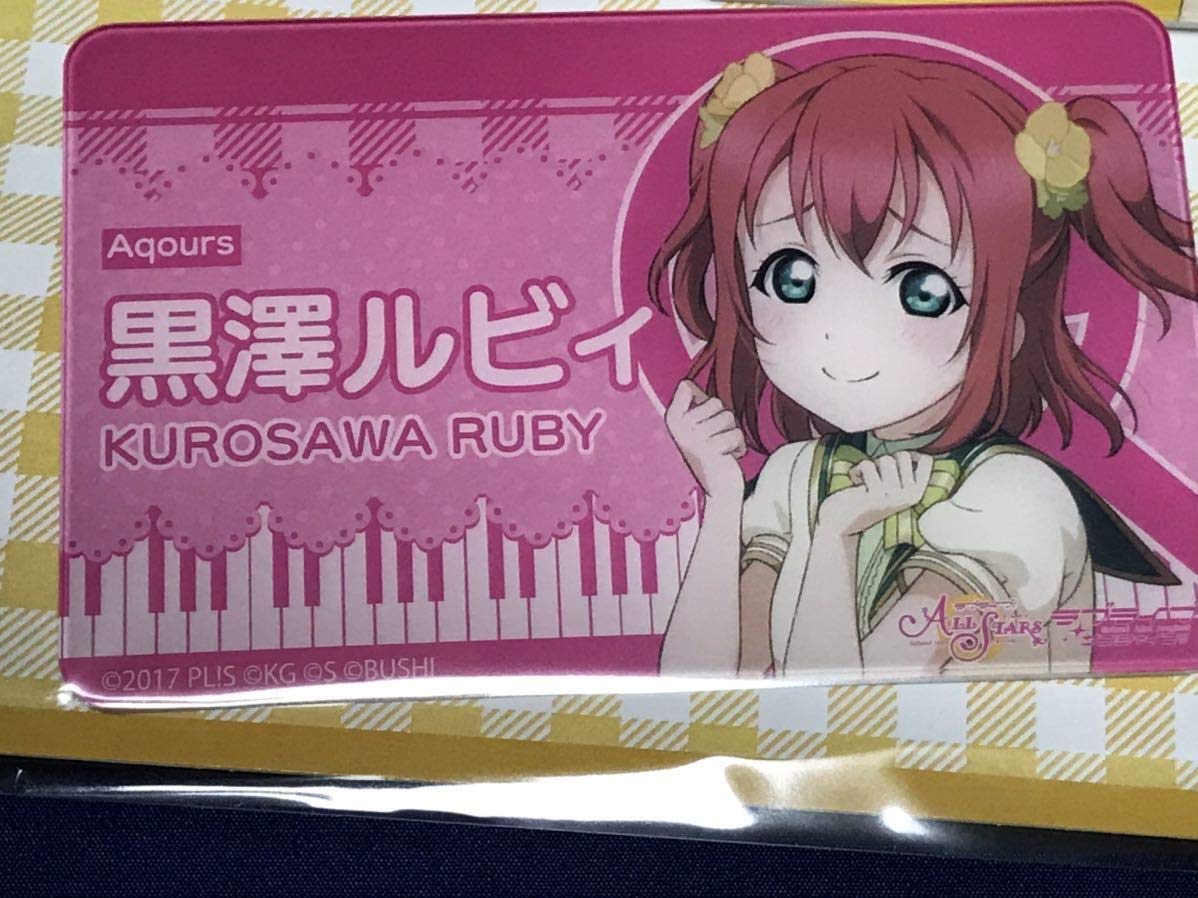 Aqours
黒澤ルビィ
KUROSAWA RUBY
ALL STARS
©2017 PL!S ©KG ©S ©BUSHI